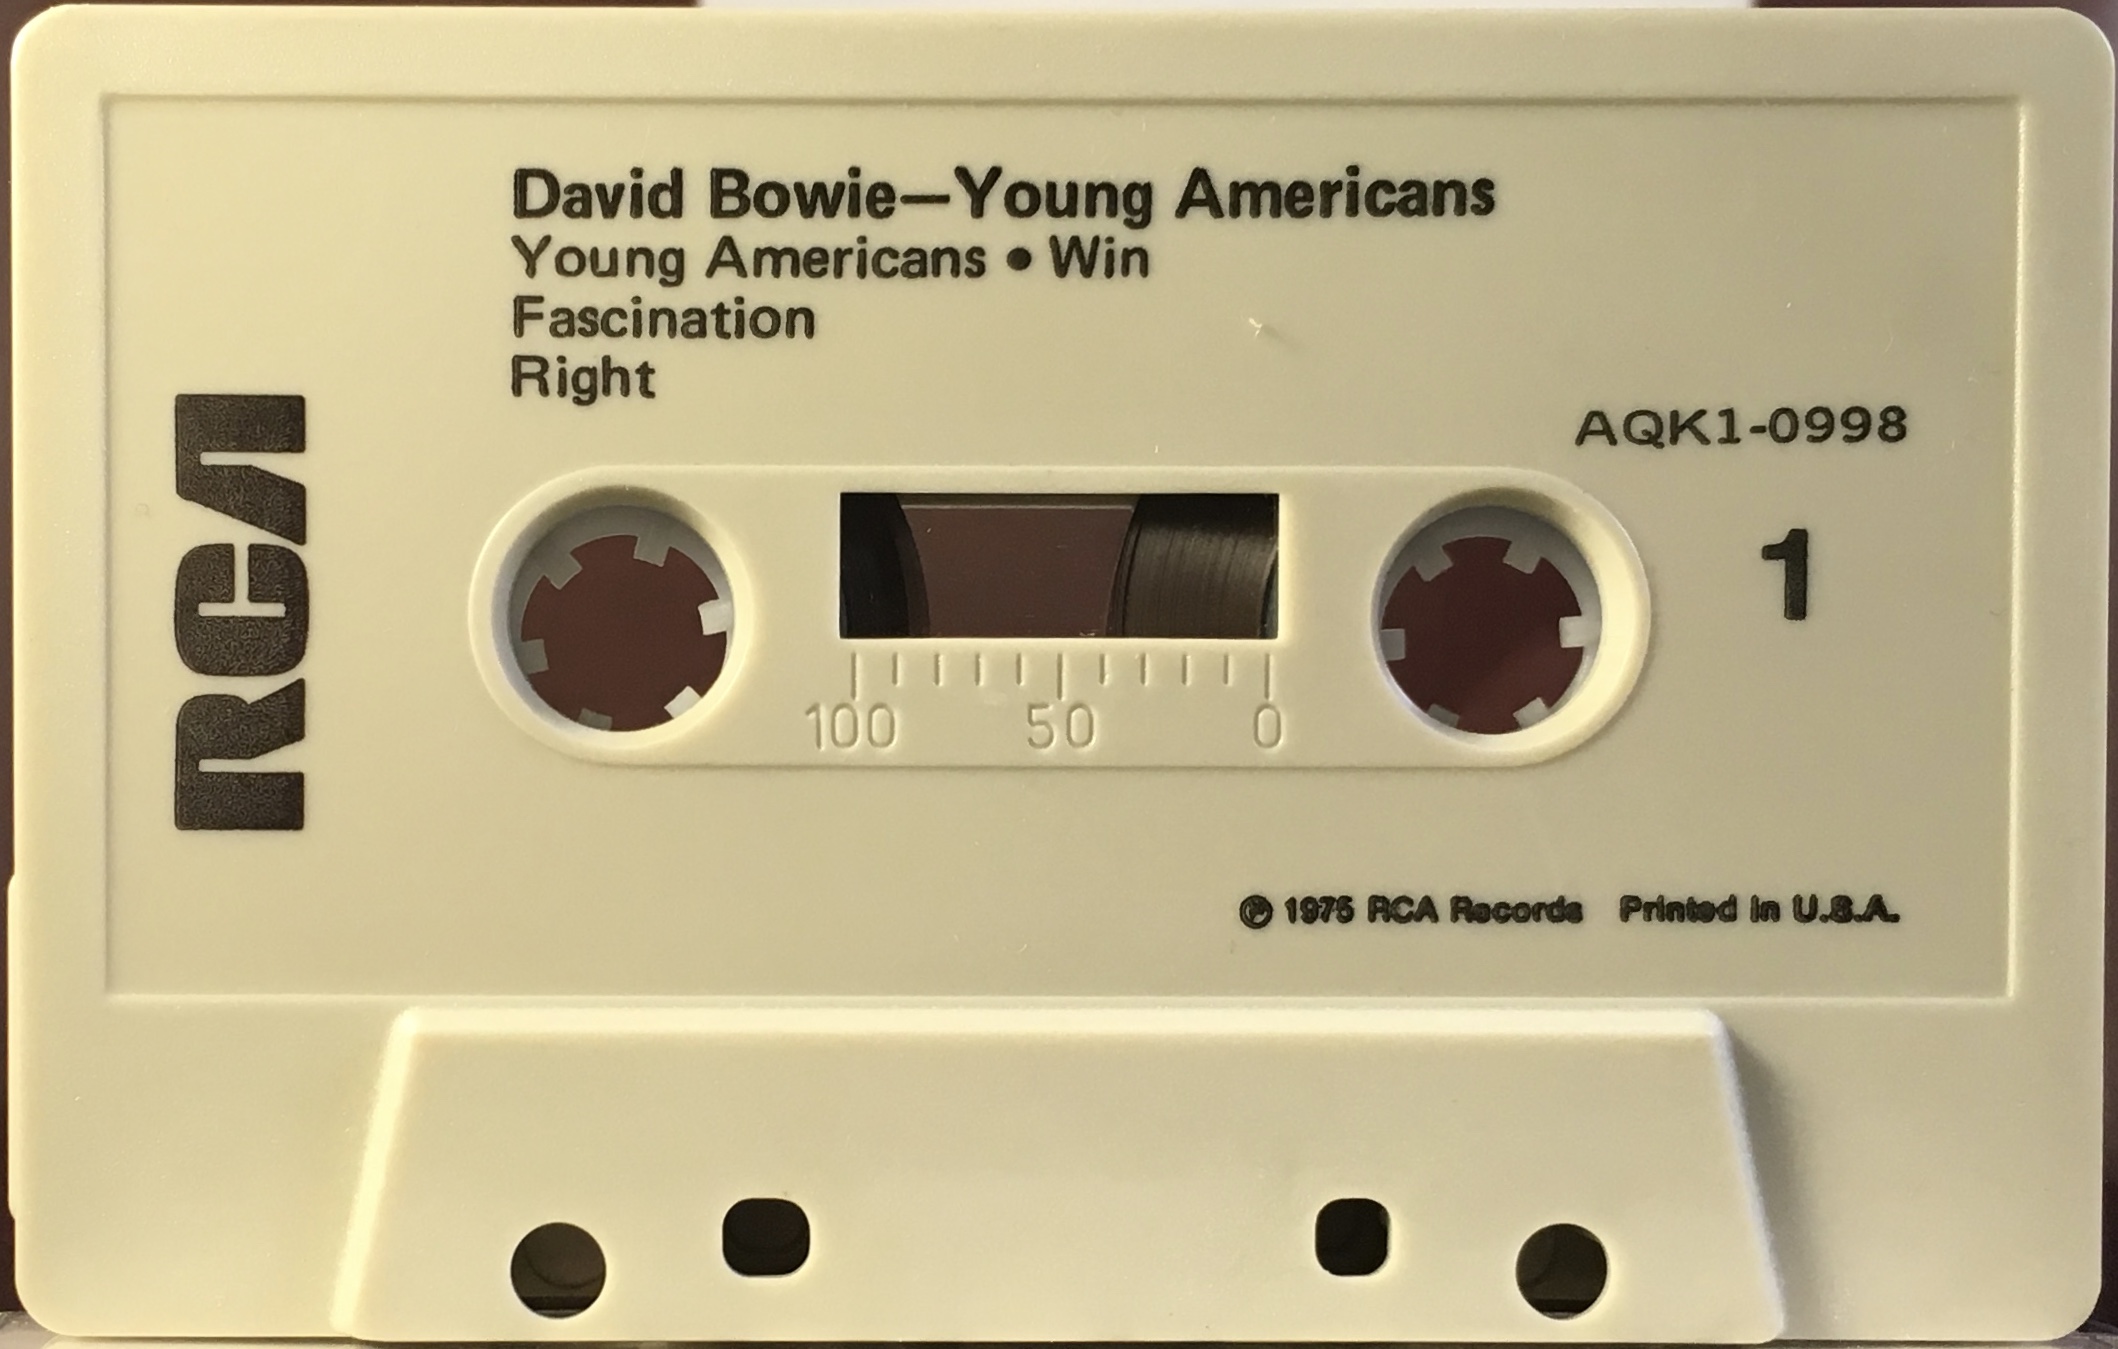 David Bowie—Young Americans
Young Americans • Win
Fascination
Right
RCA
AQK1-0998
1
100 50 0
℗ 1975 RCA Records Printed in U.S.A.